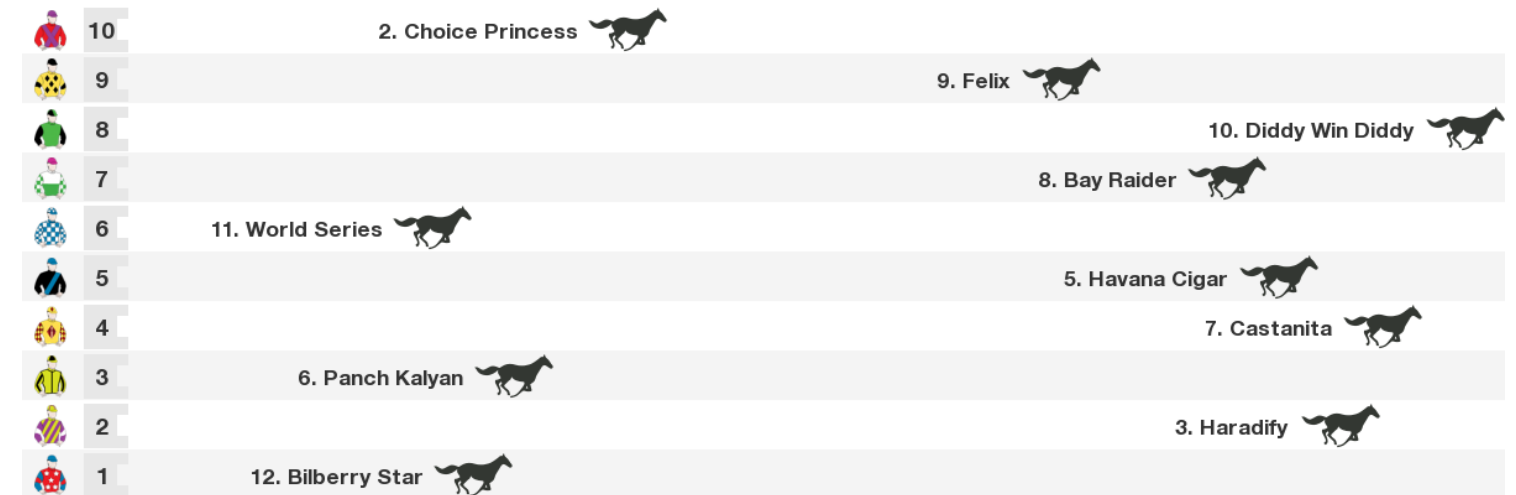 10 2. Choice Princess
9 9. Felix
8 10. Diddy Win Diddy
7 8. Bay Raider
6 11. World Series
5 5. Havana Cigar
4 7. Castanita
3 6. Panch Kalyan
2 3. Haradify
1 12. Bilberry Star